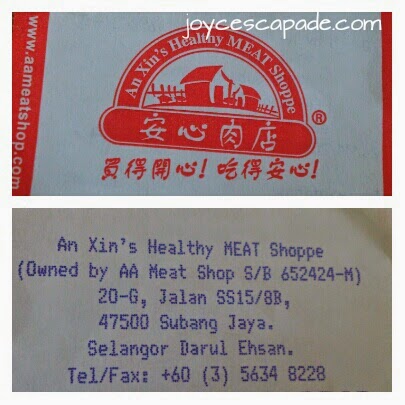 joycescapade.com
www.aameatshop.com
An Xin's Healthy MEAT Shoppe
®
安心肉店
買得開心! 吃得安心!
An Xin's Healthy MEAT Shoppe
(Owned by AA Meat Shop S/B 652424-M)
20-G, Jalan SS15/8B,
47500 Subang Jaya.
Selangor Darul Ehsan.
Tel/Fax: +60 (3) 5634 8228